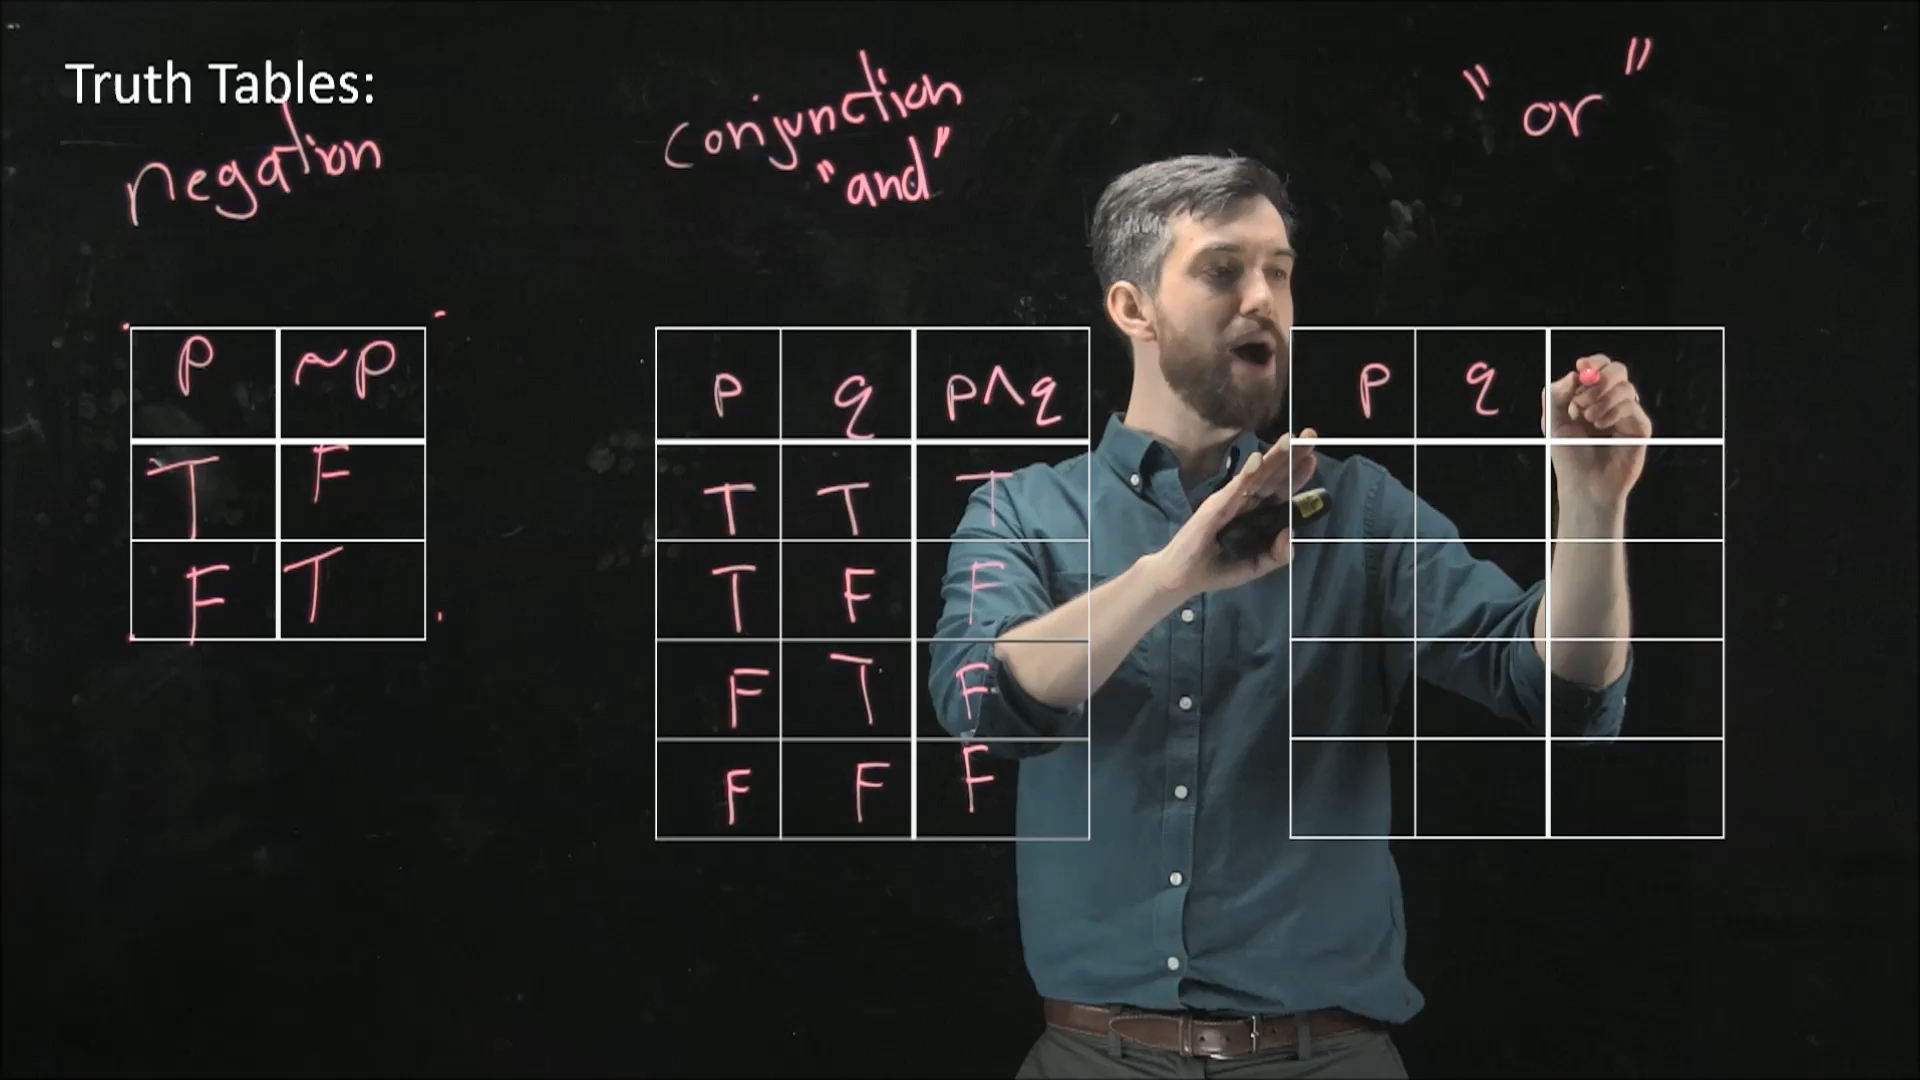 Truth Tables:
negation
conjunction
"and"
"or"
p ~p
T F
F T
p q p∧q
T T T
T F F
F T F
F F F
p q